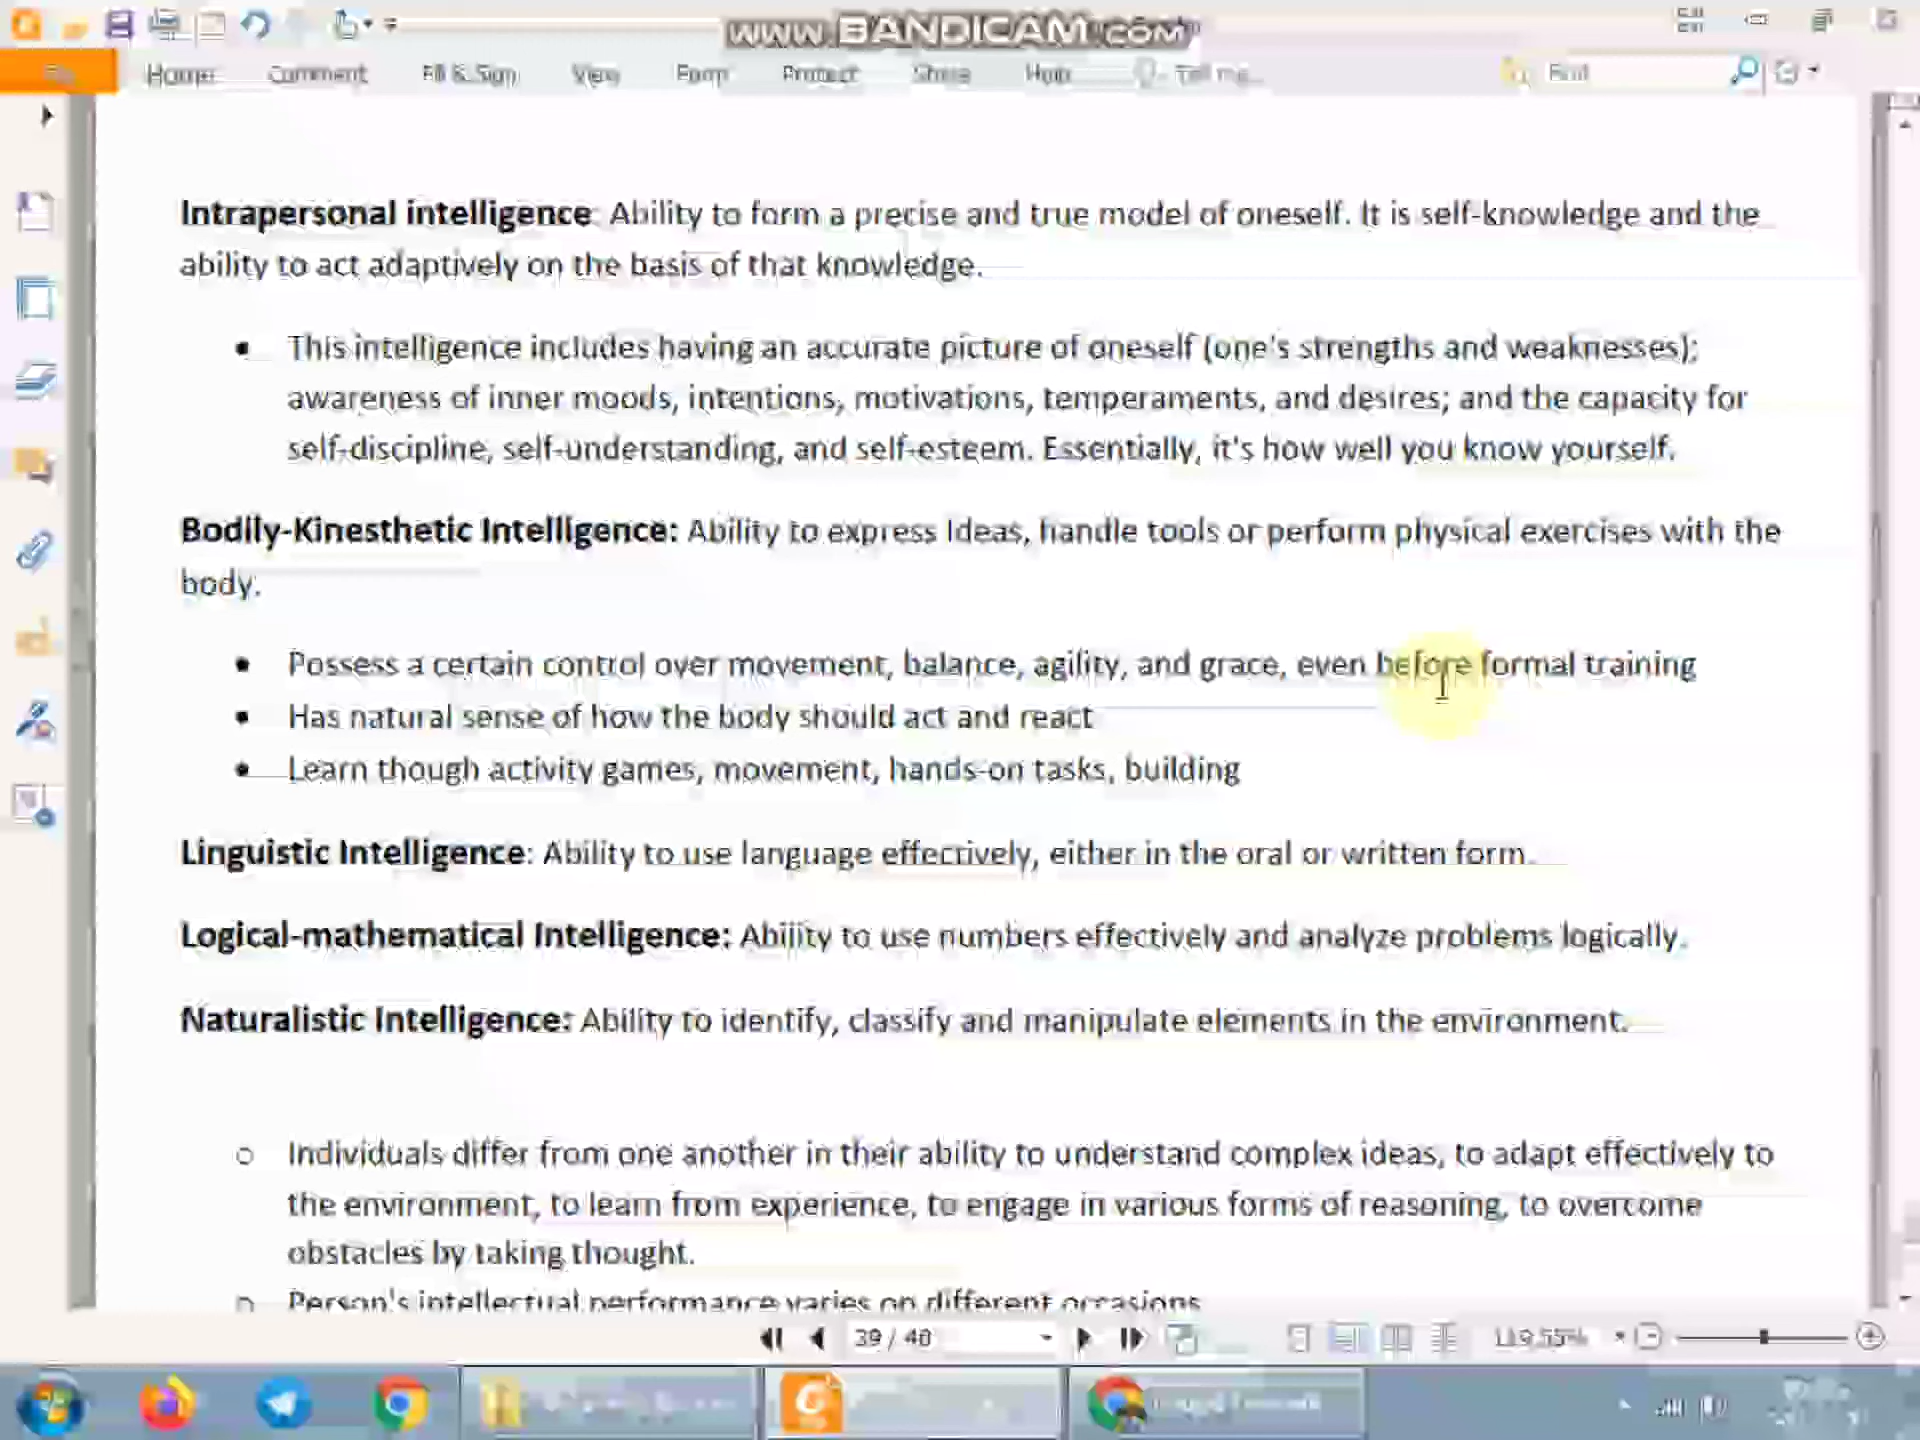 www.BANDICAM.com
Home Comment Fill & Sign View Form Protect Share Help Tell me... Find
Intrapersonal intelligence: Ability to form a precise and true model of oneself. It is self-knowledge and the
ability to act adaptively on the basis of that knowledge.
• This intelligence includes having an accurate picture of oneself (one's strengths and weaknesses);
awareness of inner moods, intentions, motivations, temperaments, and desires; and the capacity for
self-discipline, self-understanding, and self-esteem. Essentially, it's how well you know yourself.
Bodily-Kinesthetic Intelligence: Ability to express Ideas, handle tools or perform physical exercises with the
body.
• Possess a certain control over movement, balance, agility, and grace, even before formal training
• Has natural sense of how the body should act and react
• Learn though activity games, movement, hands-on tasks, building
Linguistic Intelligence: Ability to use language effectively, either in the oral or written form.
Logical-mathematical Intelligence: Ability to use numbers effectively and analyze problems logically.
Naturalistic Intelligence: Ability to identify, classify and manipulate elements in the environment.
o Individuals differ from one another in their ability to understand complex ideas, to adapt effectively to
the environment, to learn from experience, to engage in various forms of reasoning, to overcome
obstacles by taking thought.
o Person's intellectual performance varies on different occasions
39 / 40 119.55%